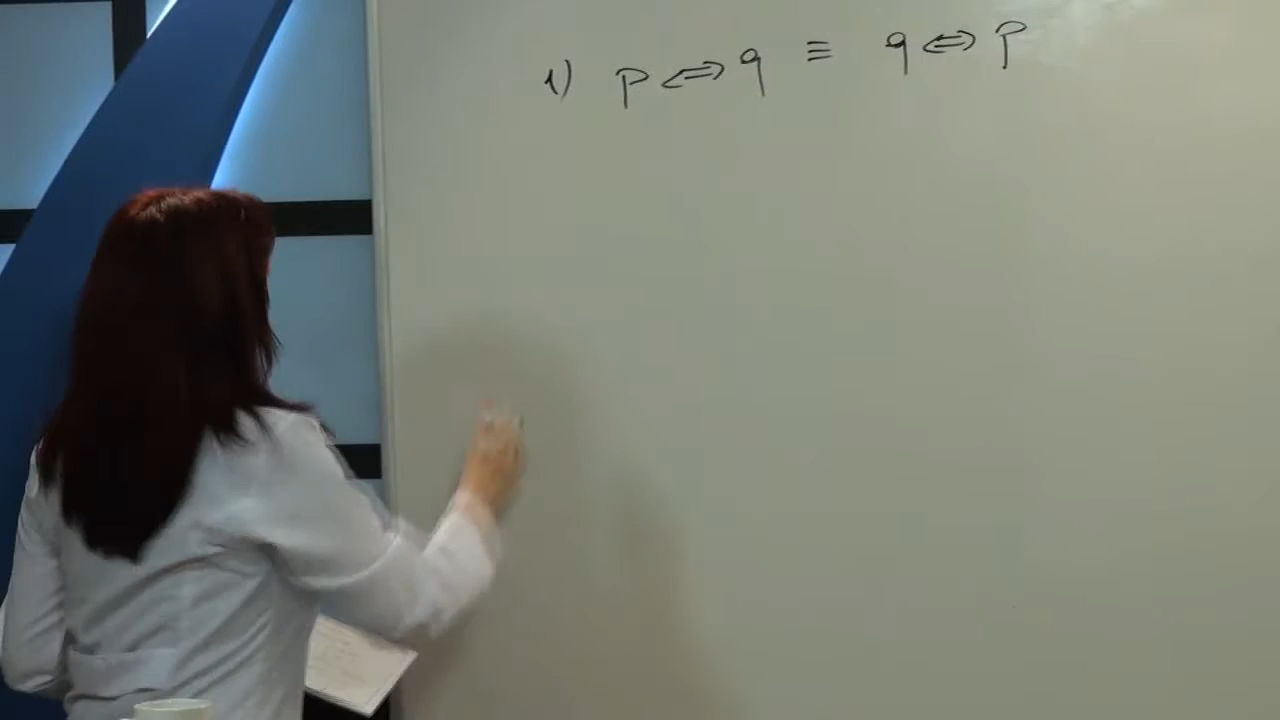 1) p ⇔ q ≡ q ⇔ p